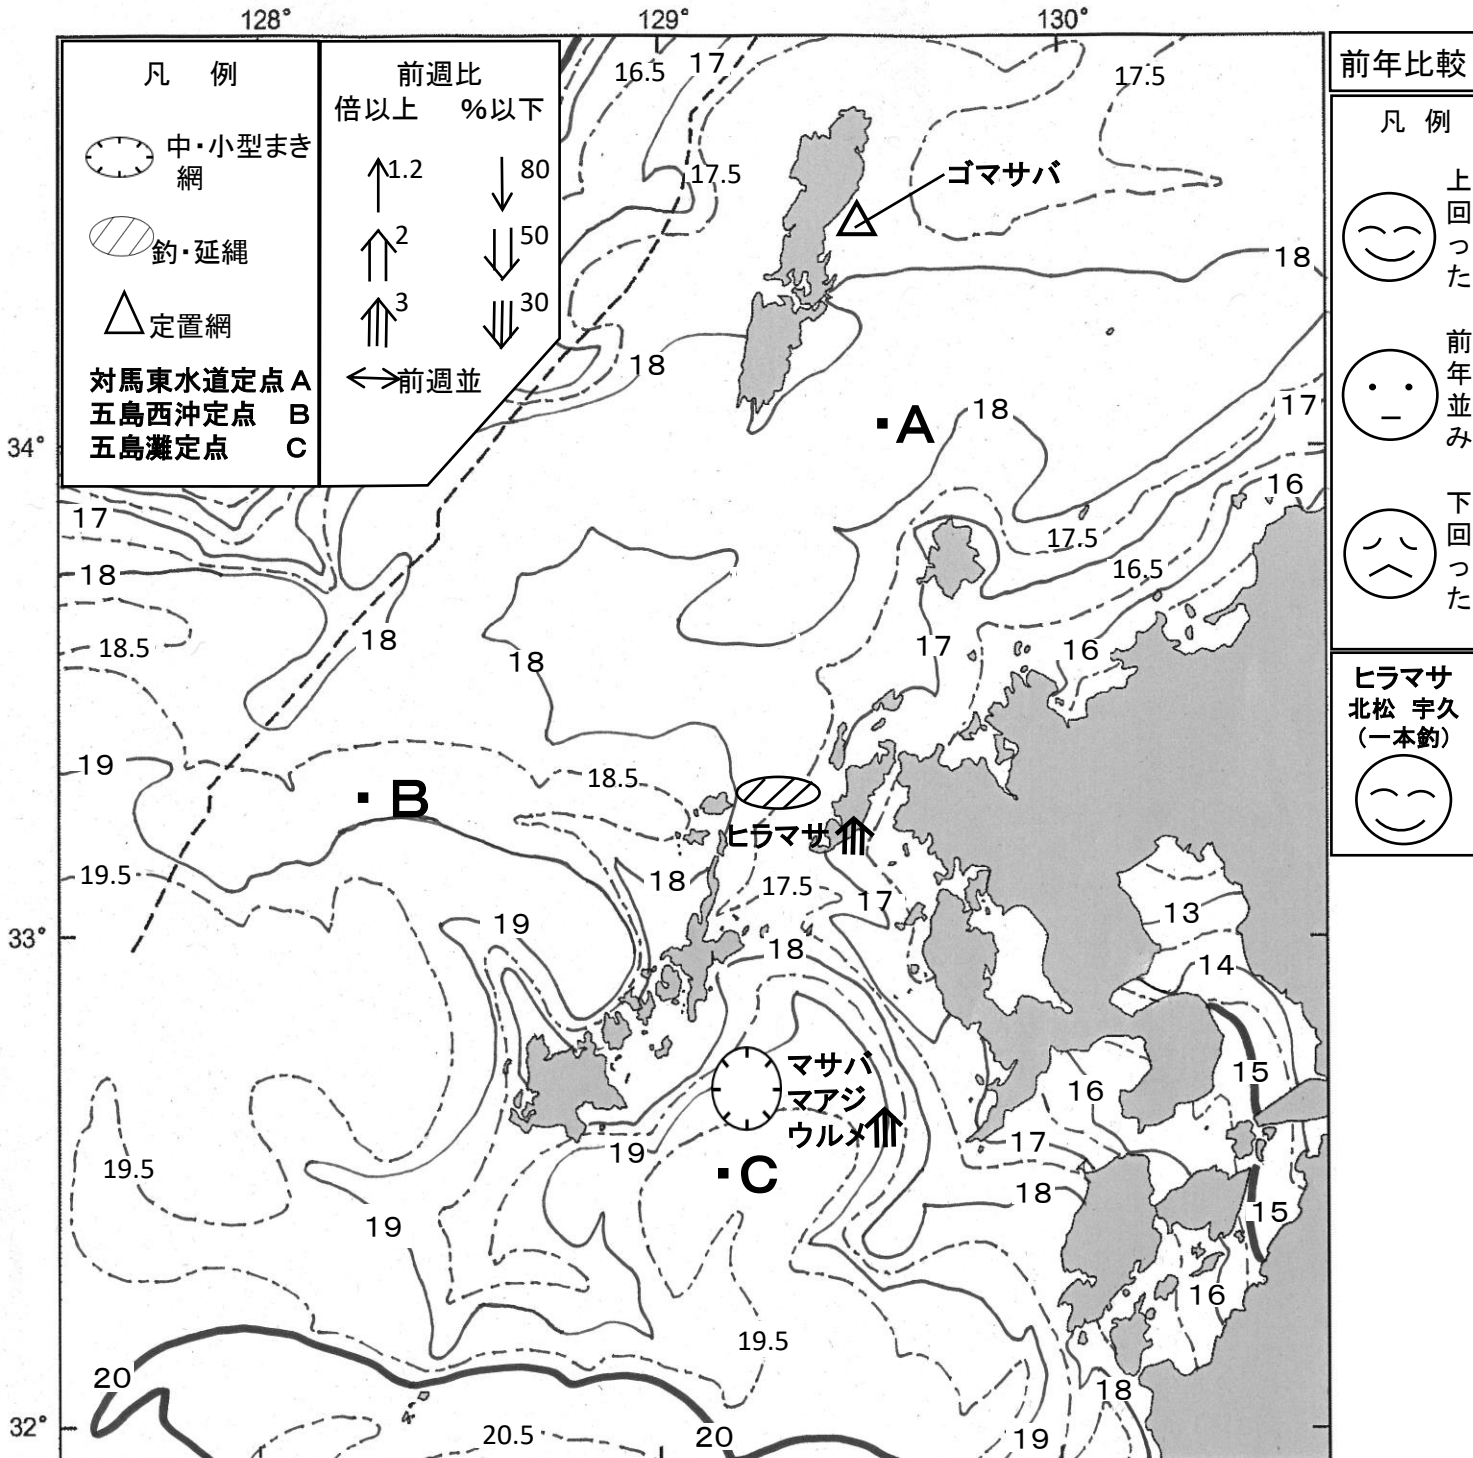 128°
129°
130°
凡 例
中・小型まき
網
釣・延縄
定置網
対馬東水道定点 A
五島西沖定点 B
五島灘定点 C
前週比
倍以上 %以下
1.2 80
2 50
3 30
前週並
前年比較
凡 例
上回った
前年並み
下回った
ヒラマサ
北松 宇久
(一本釣)
16.5
17
17.5
17.5
ゴマサバ
18
18
A
18
17
34°
16
17
17.5
16.5
18
18
18.5
18
17
16
19
18.5
B
ヒラマサ
19.5
18
17.5
17
13
33°
19
18
14
マサバ
マアジ
ウルメ
15
16
19
17
19.5
C
18
15
19
16
19.5
20
18
32°
20.5
20
19